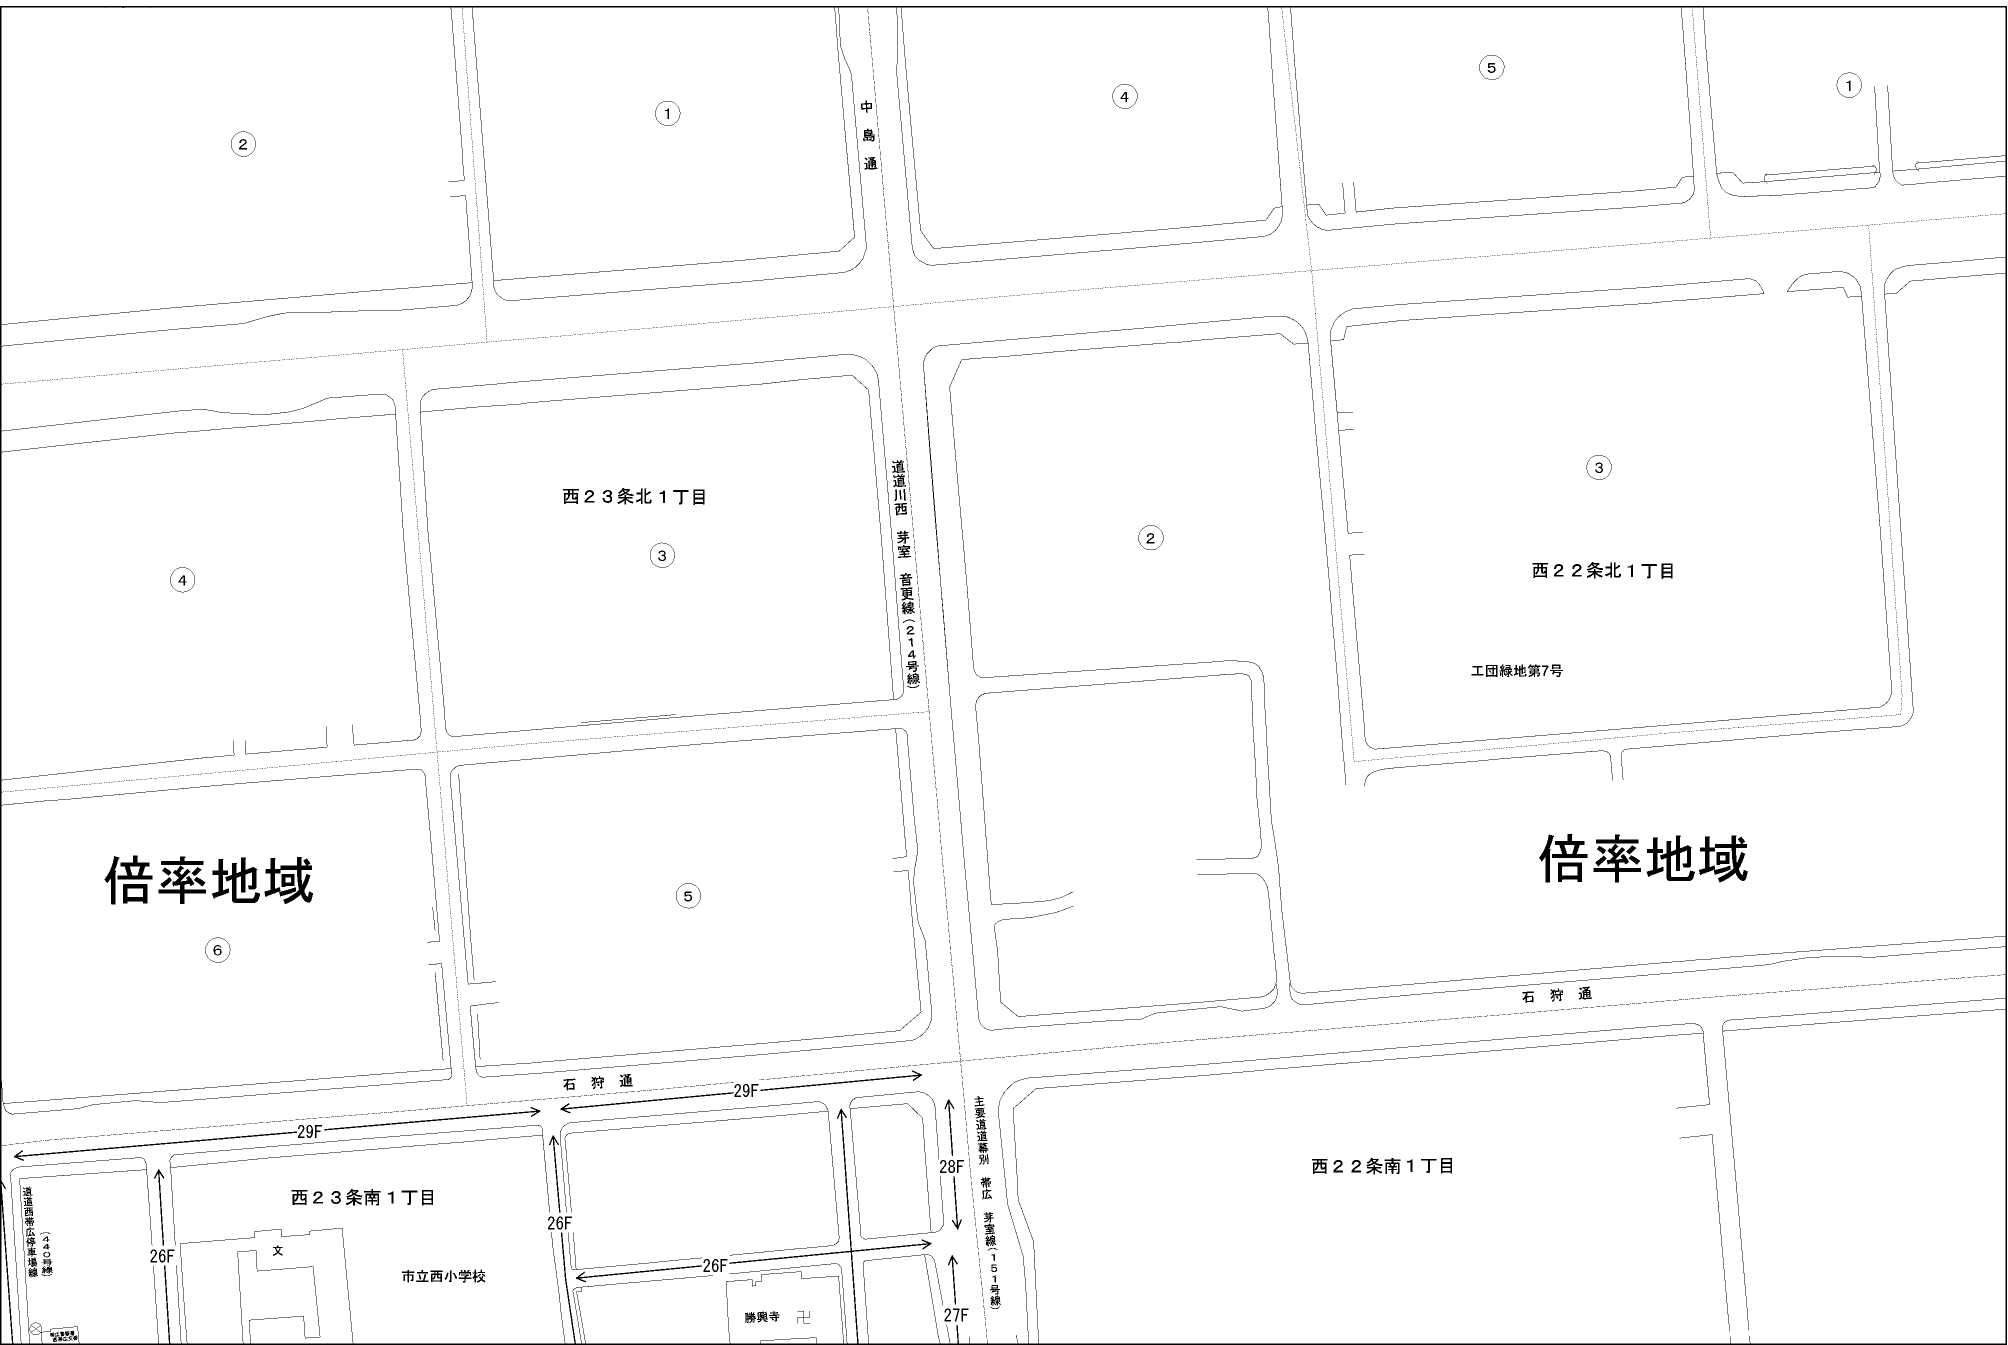 ⑤
①
④
①
②
中島通
③
道道川西 芽室 音更線(214号線)
西23条北1丁目
②
③
④
西22条北1丁目
工団緑地第7号
倍率地域
倍率地域
⑤
⑥
石狩通
石狩通
29F
29F
主要道道幕別 帯広 芽室線(151号線)
28F
西22条南1丁目
道道西帯広停車場線
(440号線)
西23条南1丁目
26F
26F
文
26F
市立西小学校
勝興寺
卍
27F